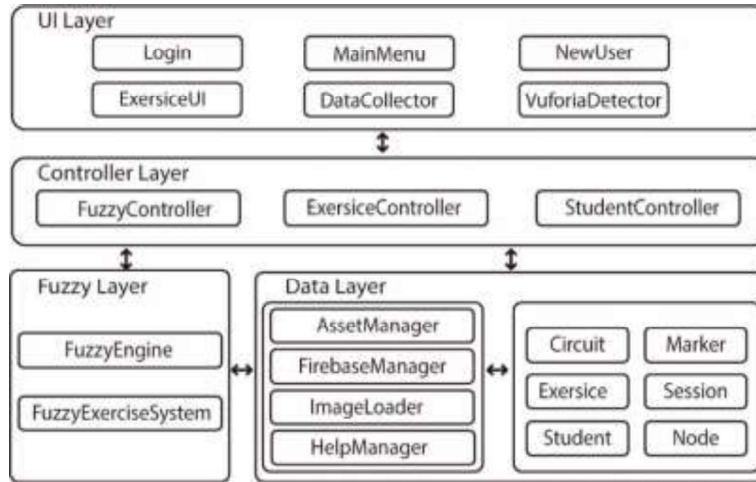 UI Layer
Login MainMenu NewUser
ExersiceUI DataCollector VuforiaDetector
Controller Layer
FuzzyController ExersiceController StudentController
Fuzzy Layer
FuzzyEngine
FuzzyExerciseSystem
Data Layer
AssetManager
FirebaseManager
ImageLoader
HelpManager
Circuit Marker
Exersice Session
Student Node